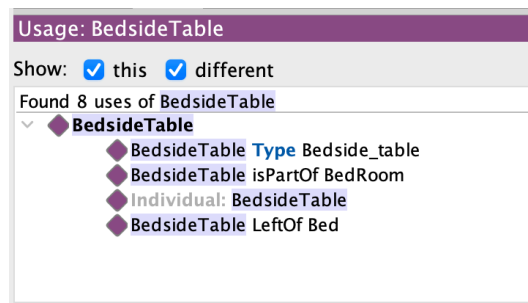 Usage: BedsideTable
Show: this different
Found 8 uses of BedsideTable
BedsideTable
BedsideTable Type Bedside_table
BedsideTable isPartOf BedRoom
Individual: BedsideTable
BedsideTable LeftOf Bed